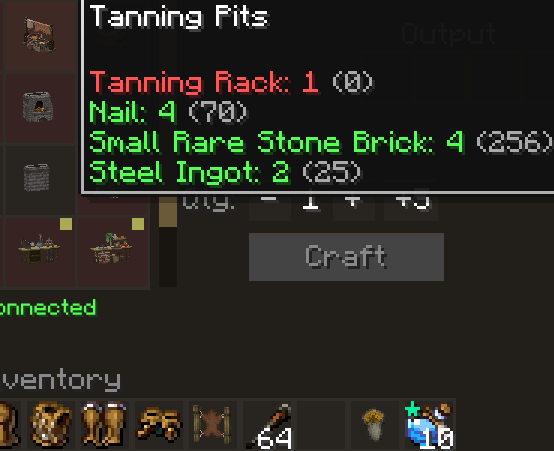 Tanning Pits
Output
Tanning Rack: 1 (0)
Nail: 4 (70)
Small Rare Stone Brick: 4 (256)
Steel Ingot: 2 (25)
Qty: - 1 + +5
Craft
onnected
ventory
64
10